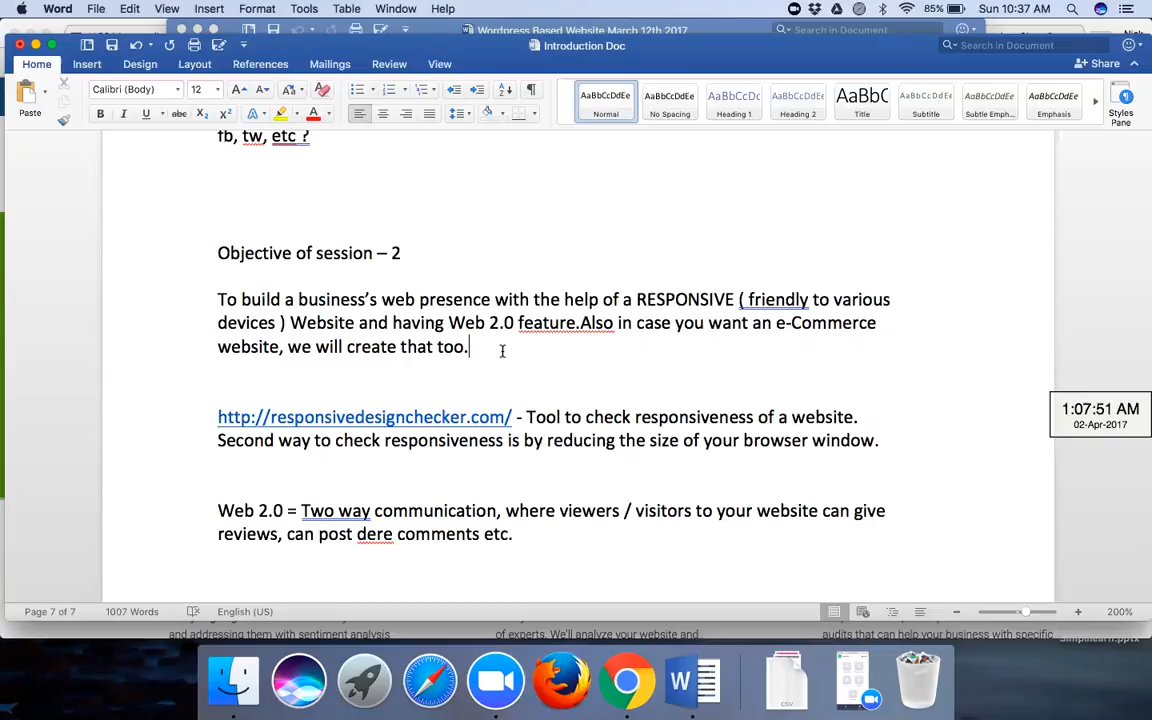 Word File Edit View Insert Format Tools Table Window Help 85% Sun 10:37 AM
Wordpress Based Website March 12th 2017 Search in Document
Introduction Doc Search in Document
Home Insert Design Layout References Mailings Review View Share
Paste Calibri (Body) 12 AaBbCcDdEe AaBbCcDdEe AaBbCcDc AaBbCcDdEe AaBbC AaBbCcDdEe AaBbCcDdEe AaBbCcDdEe Styles
Normal No Spacing Heading 1 Heading 2 Title Subtitle Subtle Emph... Emphasis Pane
fb, tw, etc ?
Objective of session – 2
To build a business’s web presence with the help of a RESPONSIVE ( friendly to various
devices ) Website and having Web 2.0 feature.Also in case you want an e-Commerce
website, we will create that too.
http://responsivedesignchecker.com/ - Tool to check responsiveness of a website.
Second way to check responsiveness is by reducing the size of your browser window.
1:07:51 AM
02-Apr-2017
Web 2.0 = Two way communication, where viewers / visitors to your website can give
reviews, can post dere comments etc.
Page 7 of 7 1007 Words English (US) 200%
and addressing them with sentiment analysis of experts. We'll analyze your website and audits that can help your business with specific
CSV